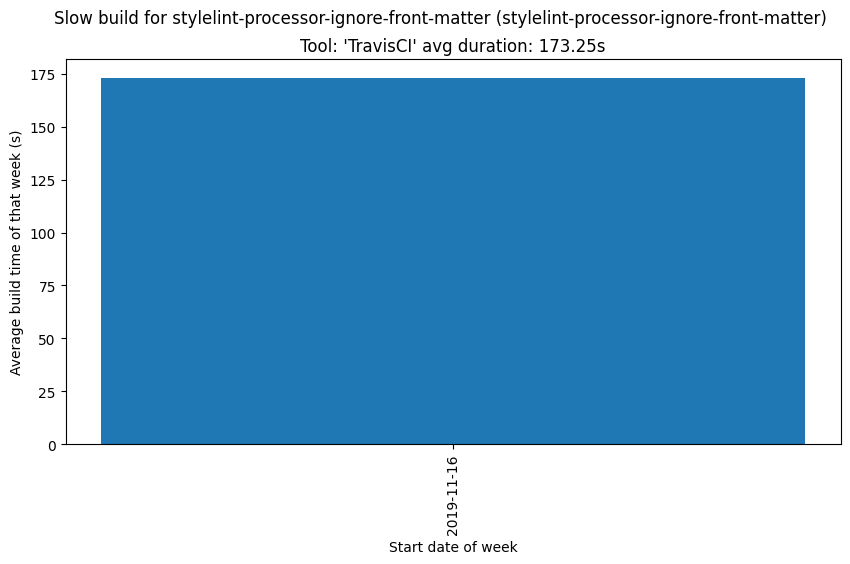 Slow build for stylelint-processor-ignore-front-matter (stylelint-processor-ignore-front-matter)
Tool: 'TravisCI' avg duration: 173.25s
175
150
125
100
75
50
25
0
Average build time of that week (s)
2019-11-16
Start date of week